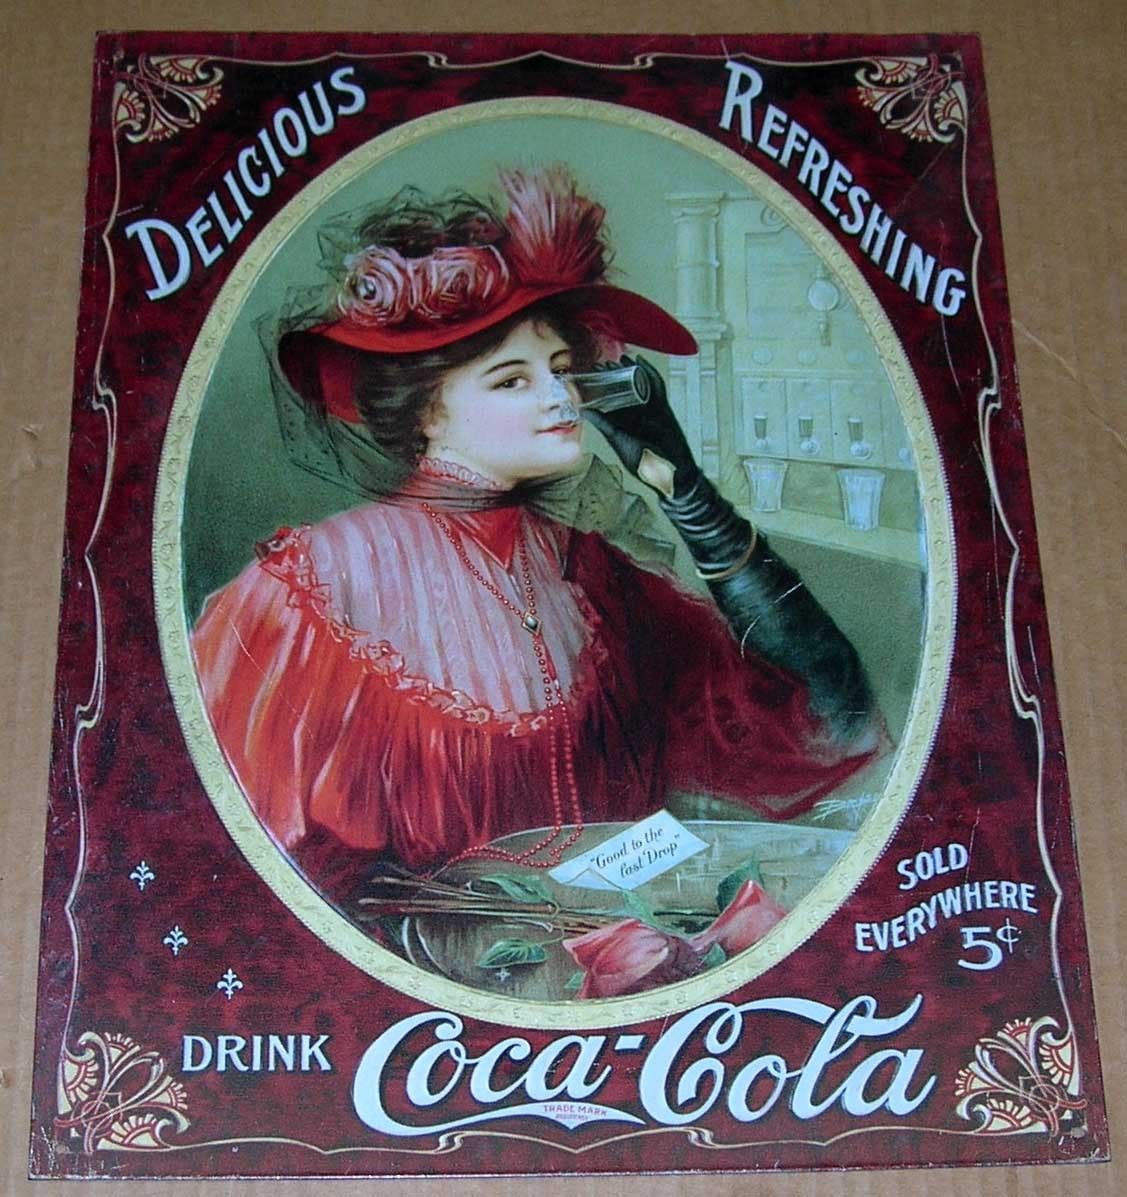 DELICIOUS
REFRESHING
"Good to the
last Drop"
SOLD
EVERYWHERE
5¢
DRINK Coca-Cola
TRADE MARK